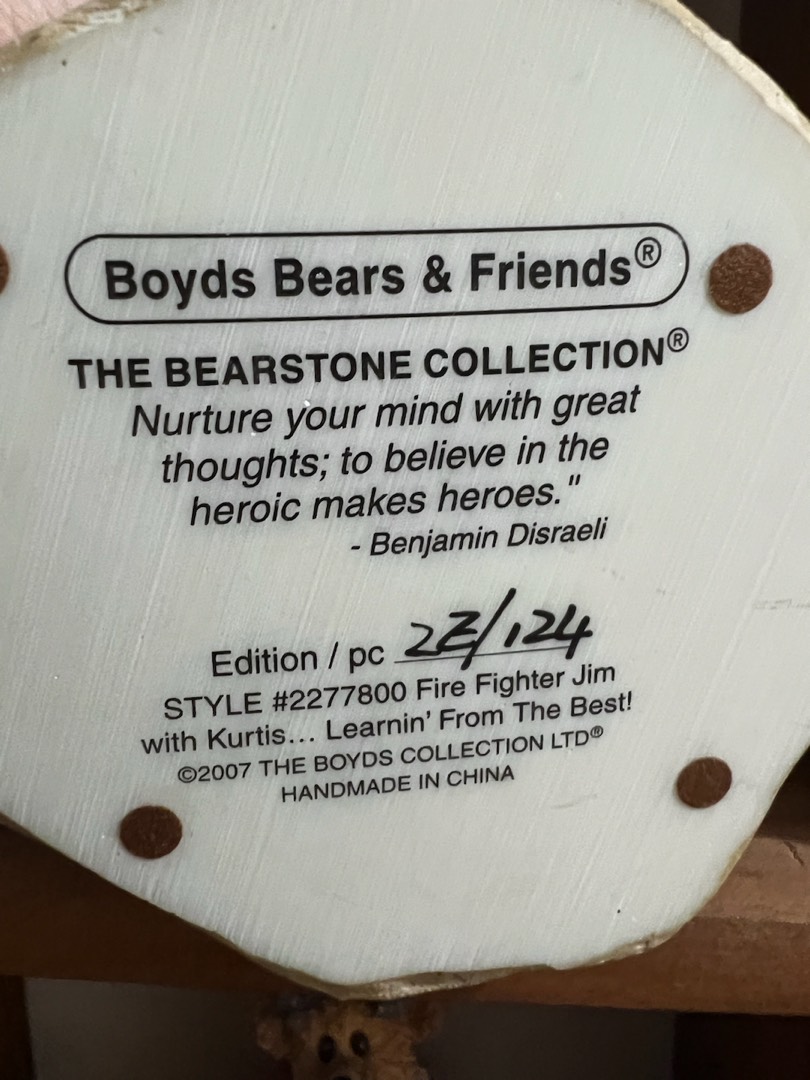 Boyds Bears & Friends®
THE BEARSTONE COLLECTION®
Nurture your mind with great
thoughts; to believe in the
heroic makes heroes."
- Benjamin Disraeli
Edition / pc 2E/124
STYLE #2277800 Fire Fighter Jim
with Kurtis... Learnin' From The Best!
©2007 THE BOYDS COLLECTION LTD®
HANDMADE IN CHINA